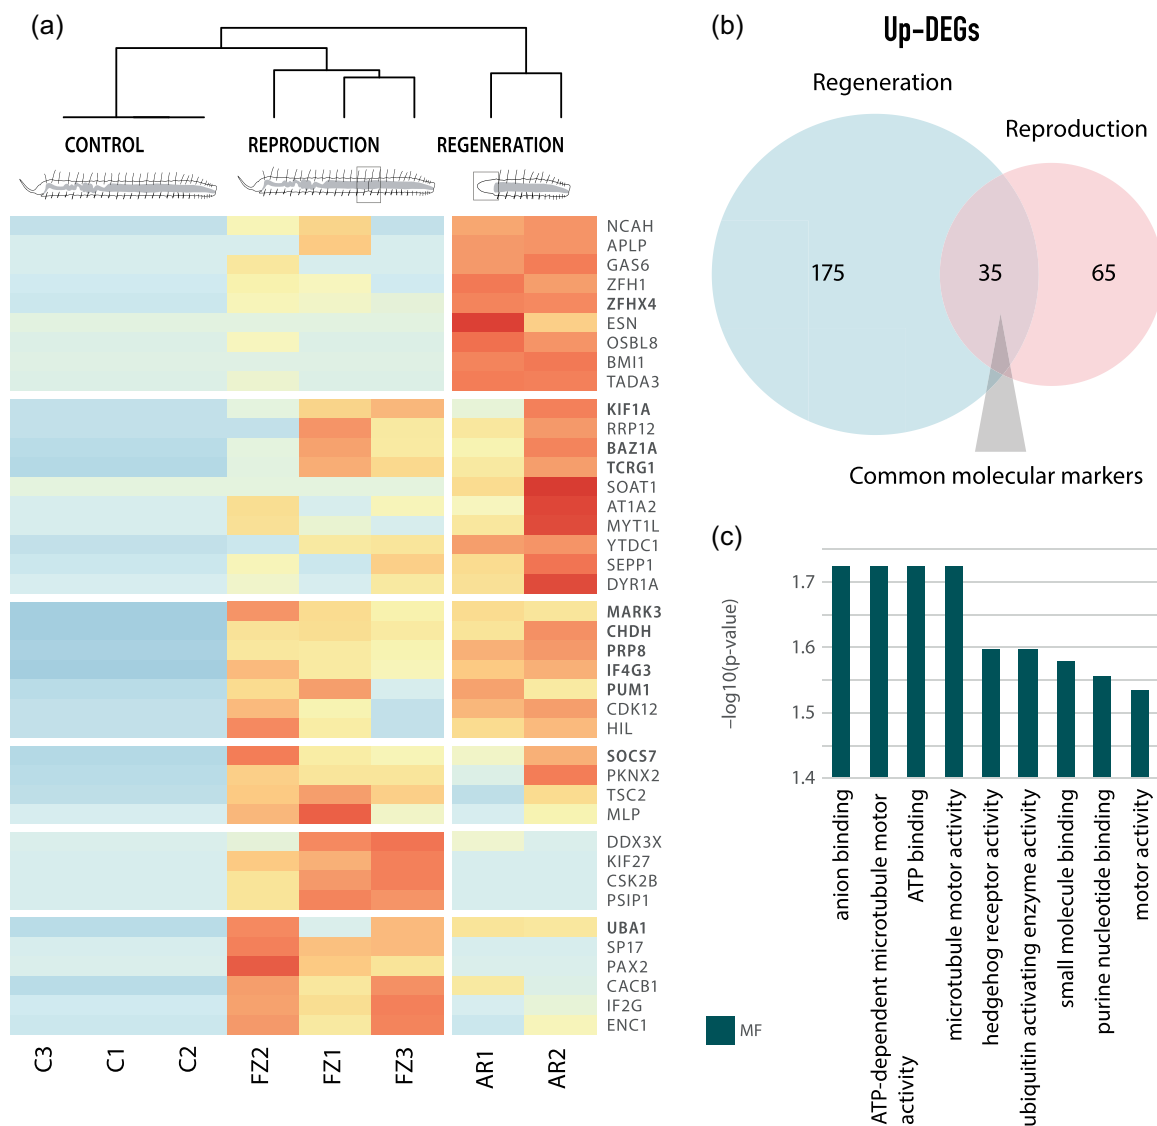 (a)
CONTROL
REPRODUCTION
REGENERATION
NCAH
APLP
GAS6
ZFH1
ZFHX4
ESN
OSBL8
BMI1
TADA3
KIF1A
RRP12
BAZ1A
TCRG1
SOAT1
AT1A2
MYT1L
YTDC1
SEPP1
DYR1A
MARK3
CHDH
PRP8
IF4G3
PUM1
CDK12
HIL
SOCS7
PKNX2
TSC2
MLP
DDX3X
KIF27
CSK2B
PSIP1
UBA1
SP17
PAX2
CACB1
IF2G
ENC1
C3
C1
C2
FZ2
FZ1
FZ3
AR1
AR2
(b)
Up-DEGs
Regeneration
Reproduction
175
35
65
Common molecular markers
(c)
−log10(p-value)
1.7
1.6
1.5
1.4
anion binding
ATP-dependent microtubule motor
activity
ATP binding
microtubule motor activity
hedgehog receptor activity
ubiquitin activating enzyme activity
small molecule binding
purine nucleotide binding
motor activity
MF